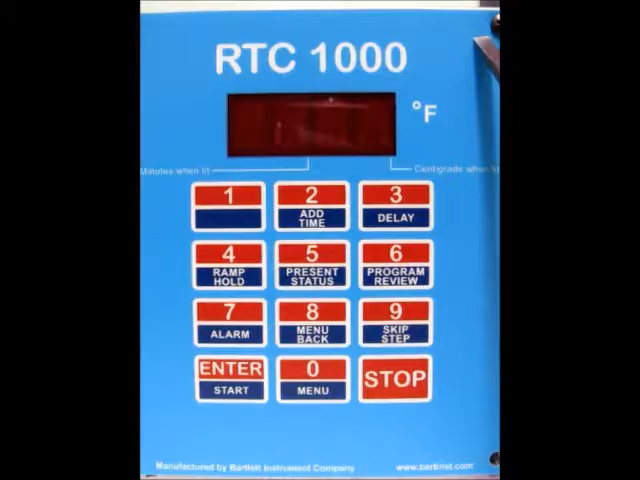 RTC 1000
°F
Minutes when lit
Centigrade when lit
1 2 3
ADD TIME DELAY
4 5 6
RAMP HOLD PRESENT STATUS PROGRAM REVIEW
7 8 9
ALARM MENU BACK SKIP STEP
ENTER 0 STOP
START MENU
Manufactured by Bartlett Instrument Company
www.bartinst.com